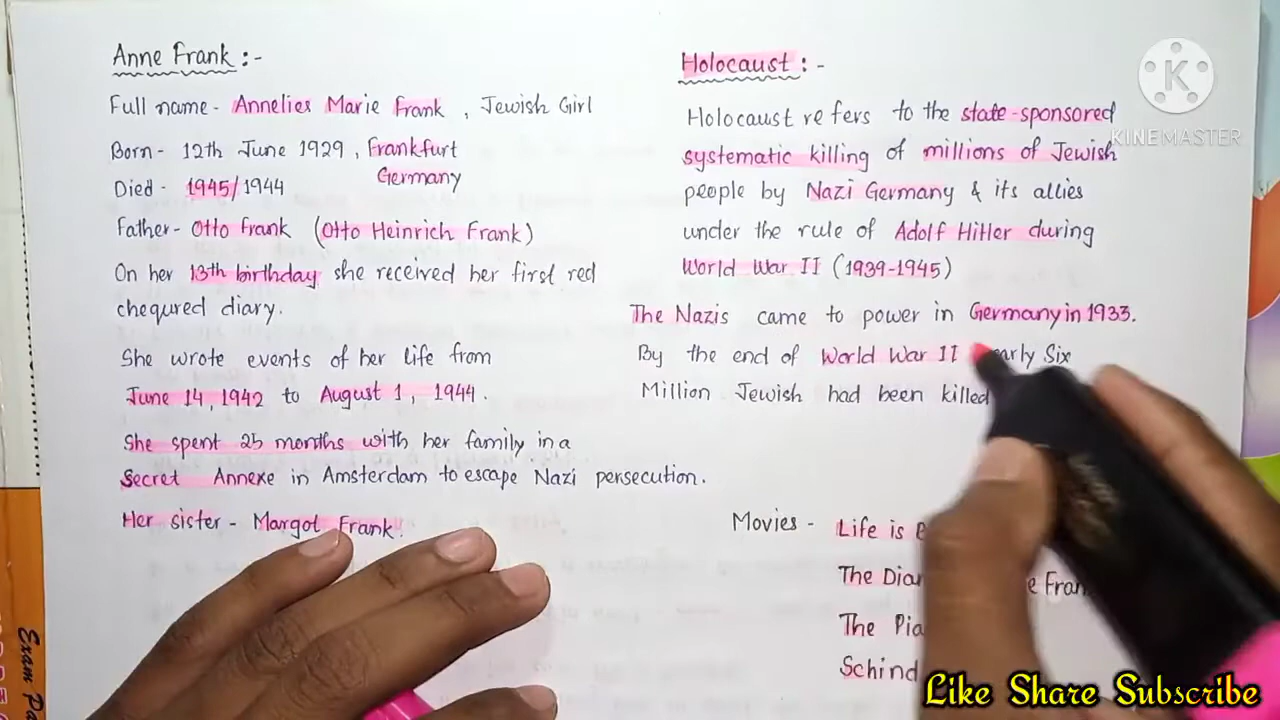 Anne Frank :-
Full name - Annelies Marie Frank , Jewish Girl
Born - 12th June 1929 , Frankfurt
Germany
Died - 1945/1944
Father - Otto Frank (Otto Heinrich Frank)
On her 13th birthday she received her first red
chequred diary.
She wrote events of her life from
June 14, 1942 to August 1, 1944.
She spent 25 months with her family in a
Secret Annexe in Amsterdam to escape Nazi persecution.
Her sister - Margot Frank.
Holocaust :-
Holocaust refers to the state-sponsored
systematic killing of millions of Jewish
people by Nazi Germany & its allies
under the rule of Adolf Hitler during
World War II (1939-1945)
The Nazis came to power in Germany in 1933.
By the end of World War II Six
Million Jewish had been killed
Movies - Life is
The
The
K
KINEMASTER
Exam
Like Share Subscribe